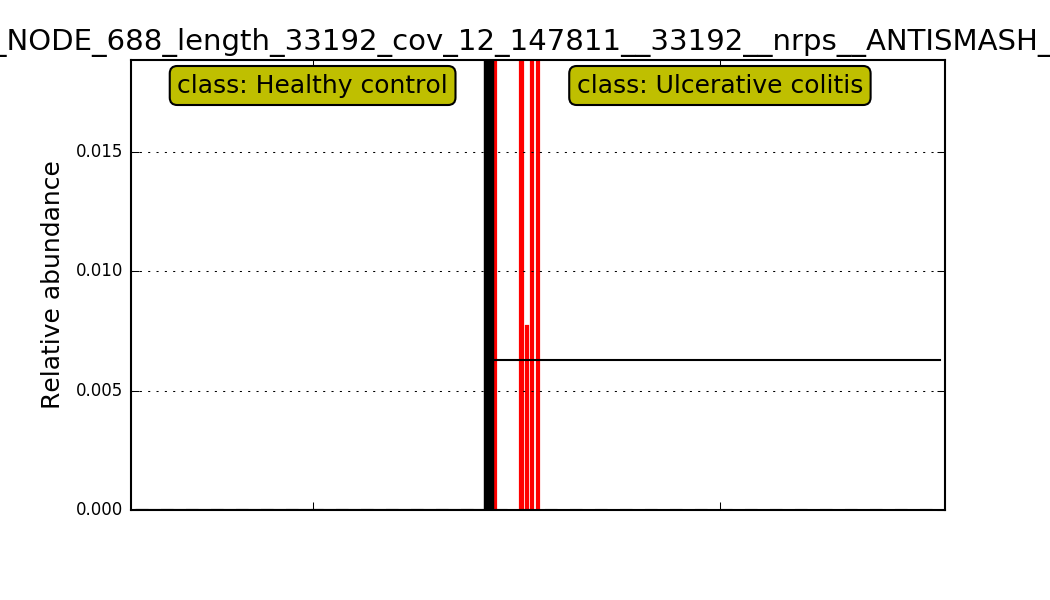 _NODE_688_length_33192_cov_12_147811__33192__nrps__ANTISMASH_
class: Healthy control
class: Ulcerative colitis
Relative abundance
0.015
0.010
0.005
0.000